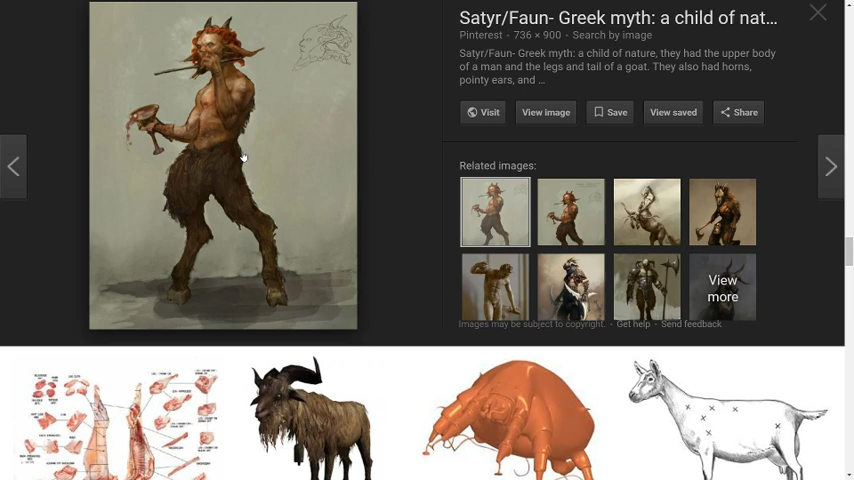 Satyr/Faun- Greek myth: a child of nat...
Pinterest - 736 × 900 - Search by image
Satyr/Faun- Greek myth: a child of nature, they had the upper body
of a man and the legs and tail of a goat. They also had horns,
pointy ears, and ...
Visit
View image
Save
View saved
Share
Related images:
View
more
Images may be subject to copyright. - Get help - Send feedback